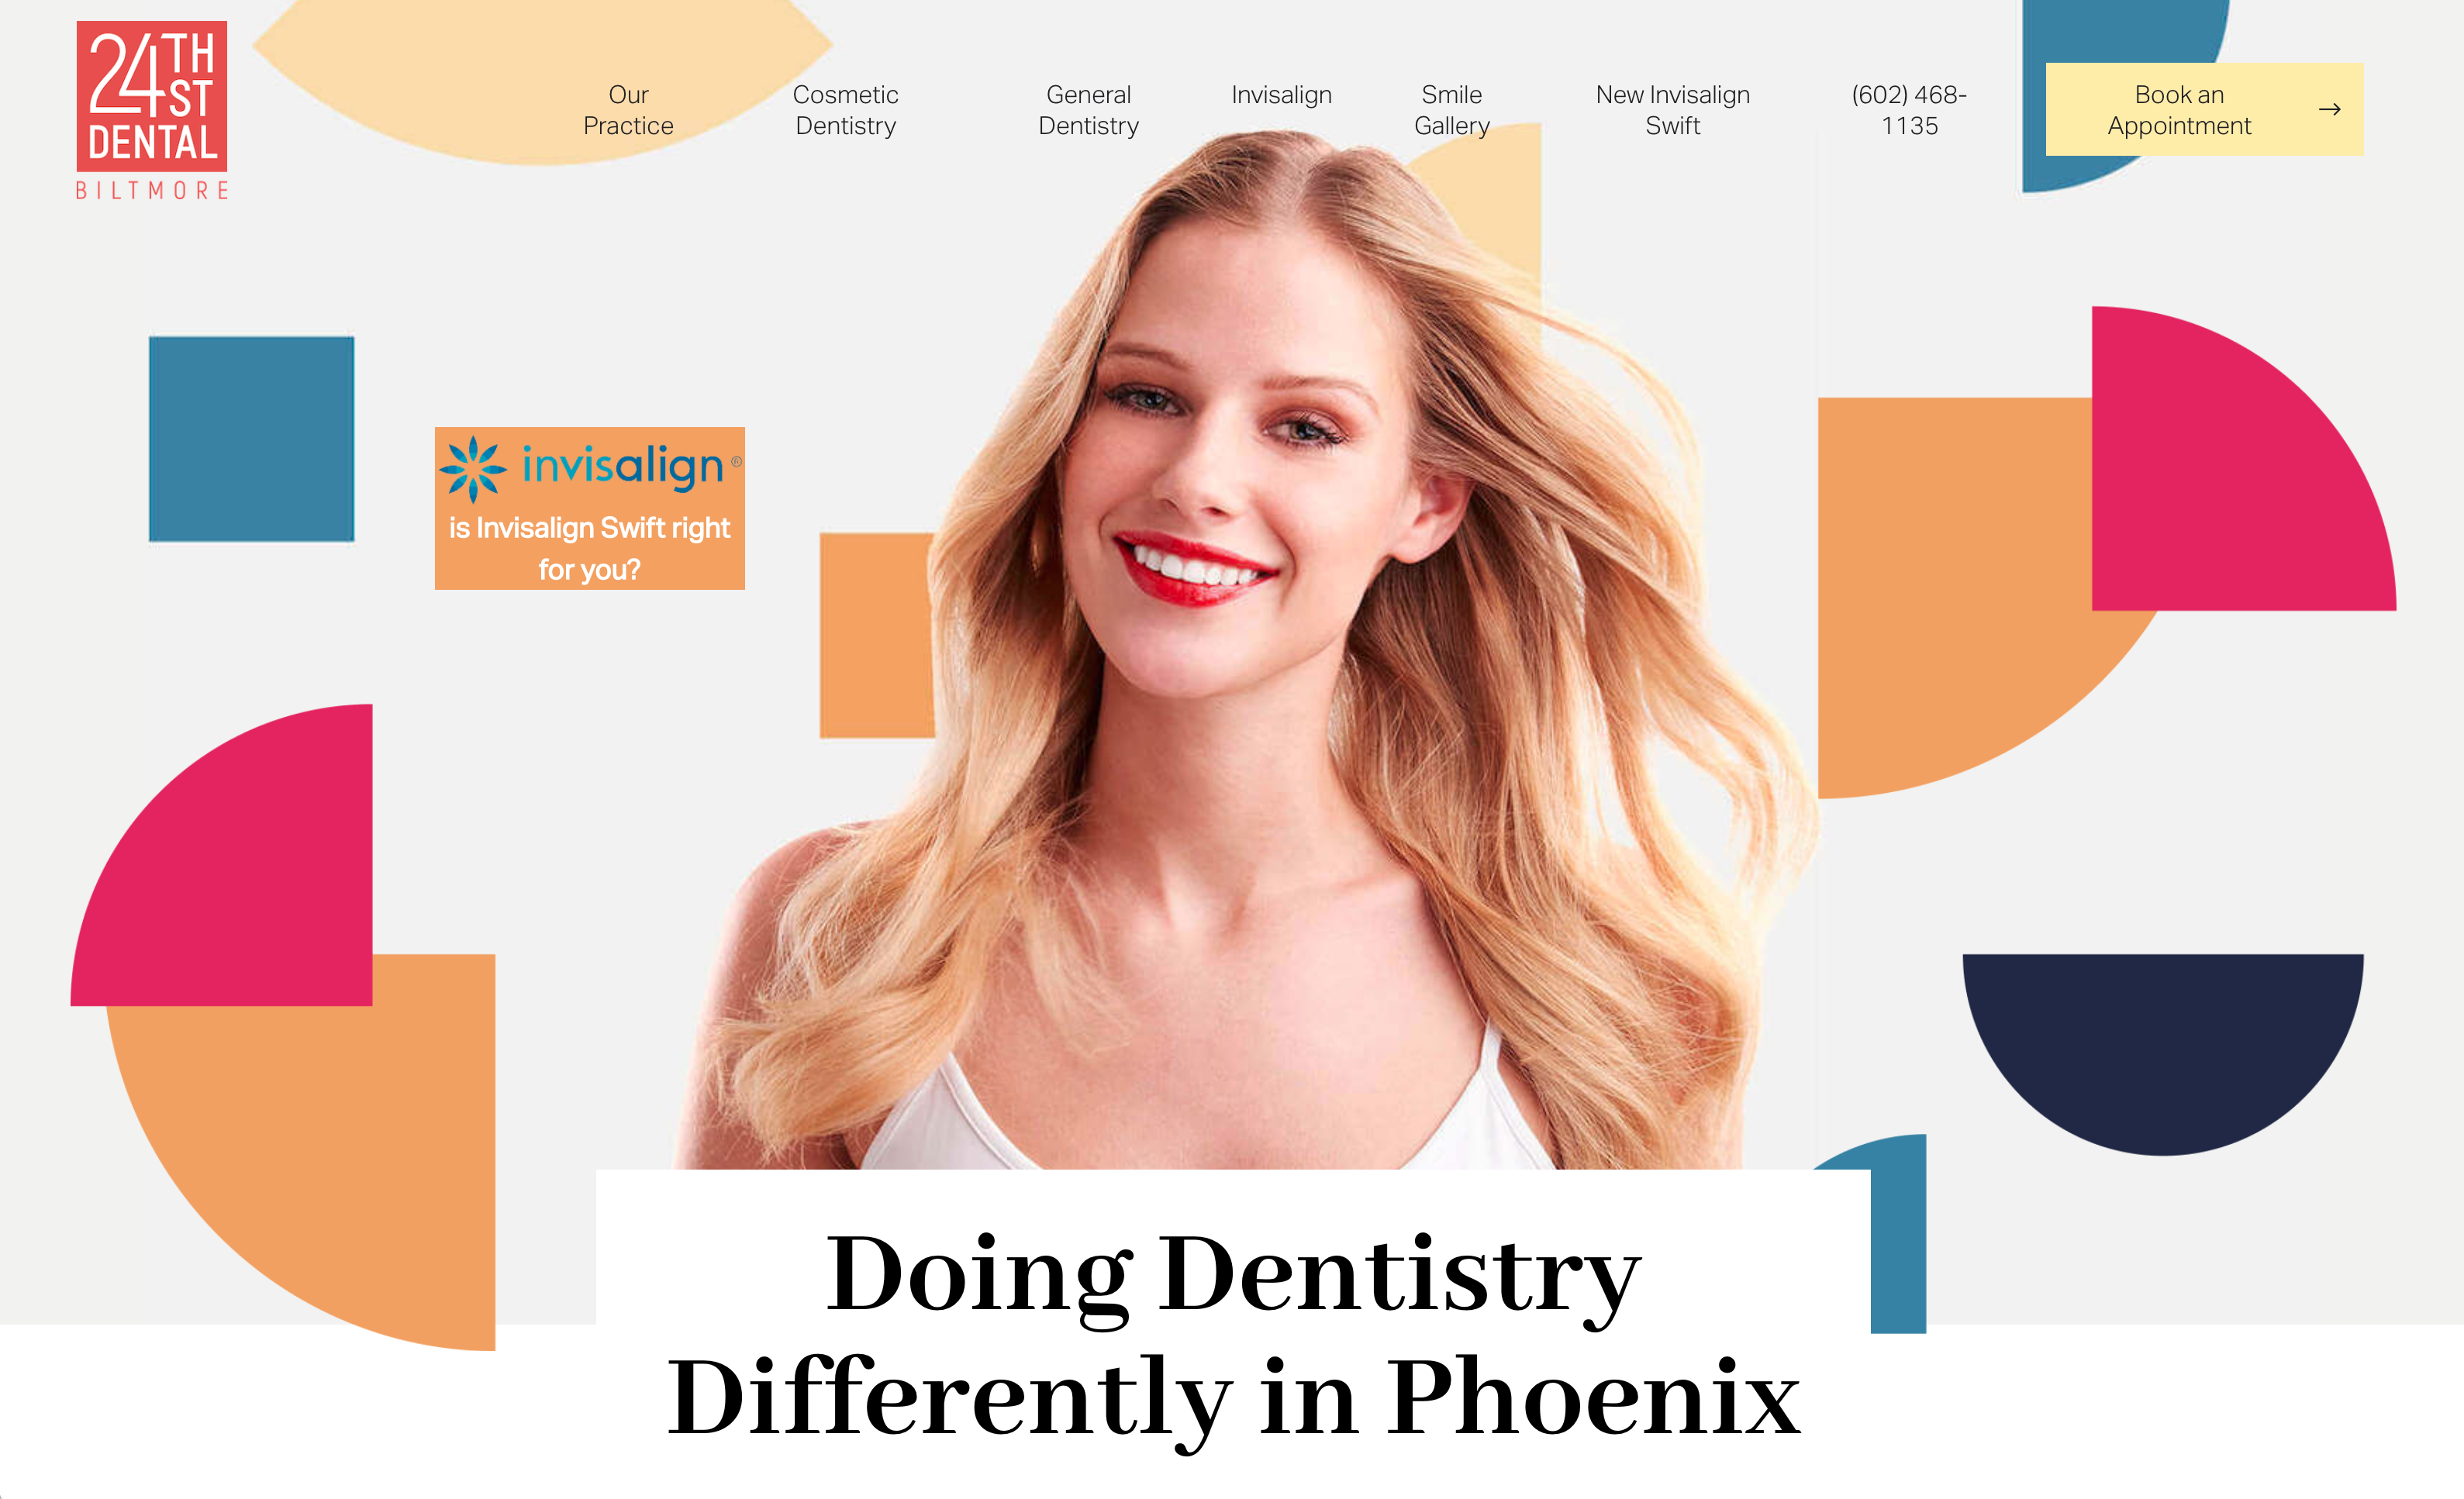 24TH
ST
DENTAL
BILTMORE
Our
Practice
Cosmetic
Dentistry
General
Dentistry
Invisalign
Smile
Gallery
New Invisalign
Swift
(602) 468-
1135
Book an
Appointment →
invisalign®
is Invisalign Swift right
for you?
Doing Dentistry
Differently in Phoenix